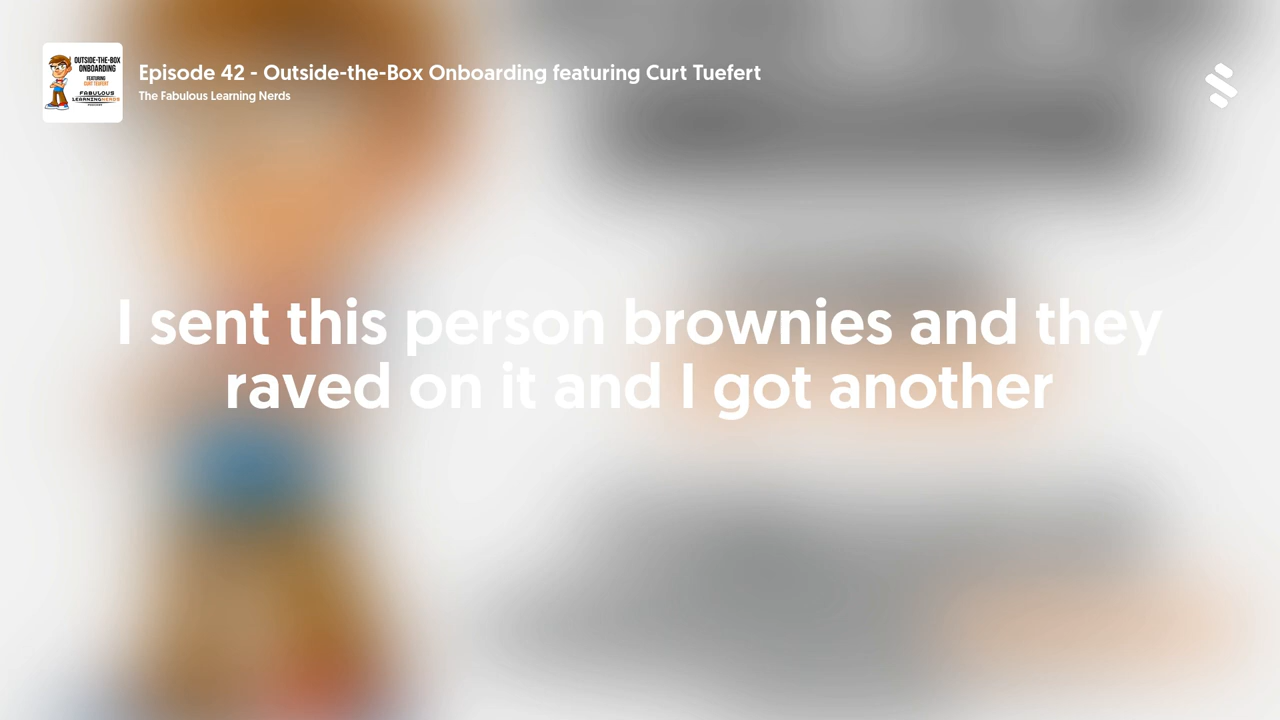 OUTSIDE-THE-BOX
ONBOARDING
FEATURING
CURT TUEFERT
FABULOUS
LEARNINGNERDS
Episode 42 - Outside-the-Box Onboarding featuring Curt Tuefert
The Fabulous Learning Nerds
I sent this person brownies and they
raved on it and I got another